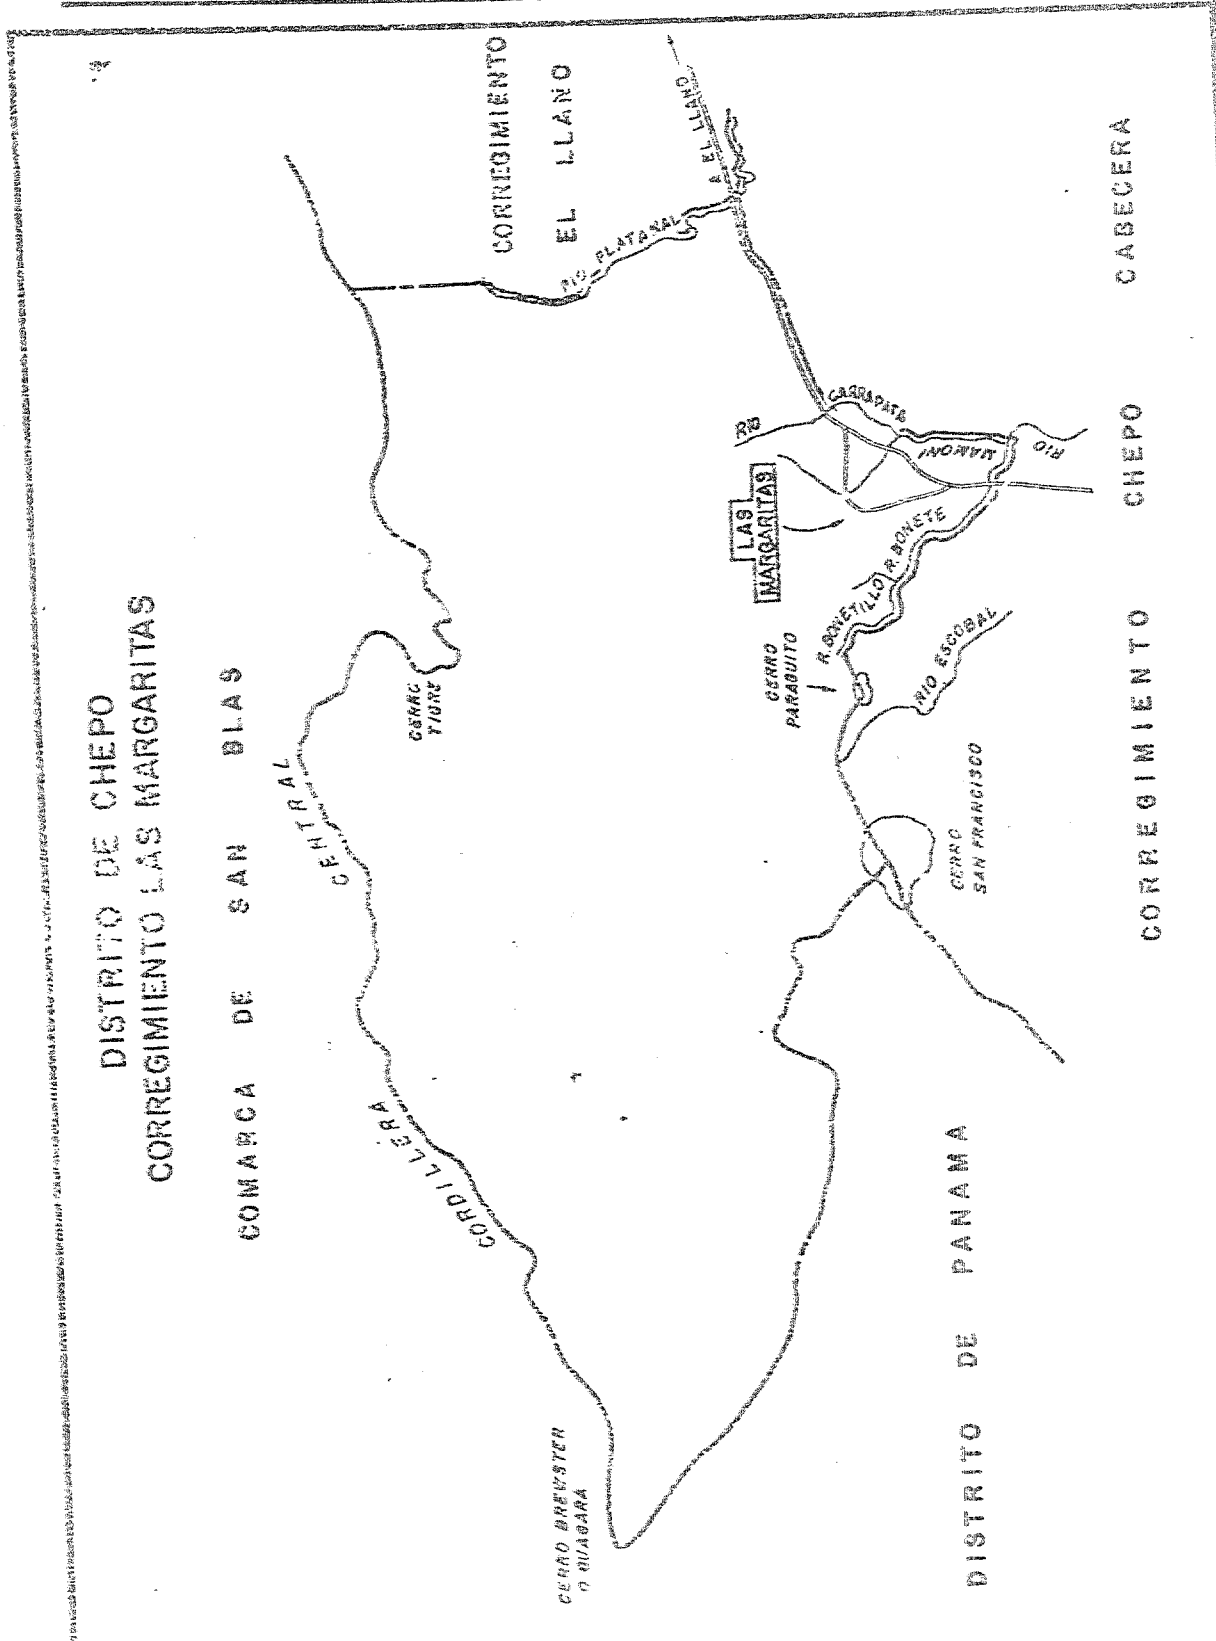 DISTRITO DE CHEPO
CORREGIMIENTO LAS MARGARITAS
COMARCA DE SAN BLAS
CORDILLERA CENTRAL
CERRO
TIGRE
CORREGIMIENTO
EL LLANO
RIO PLATANAL
A EL LLANO
CERRO BREWSTER
O GUAGARA
LAS
MARGARITAS
RIO
CARRAPATA
RIO
MAMONI
R. BONETE
R. BONETILLO
CERRO
PARAQUITO
RIO ESCOBAL
CERRO
SAN FRANCISCO
DISTRITO DE PANAMA
CORREGIMIENTO CHEPO CABECERA